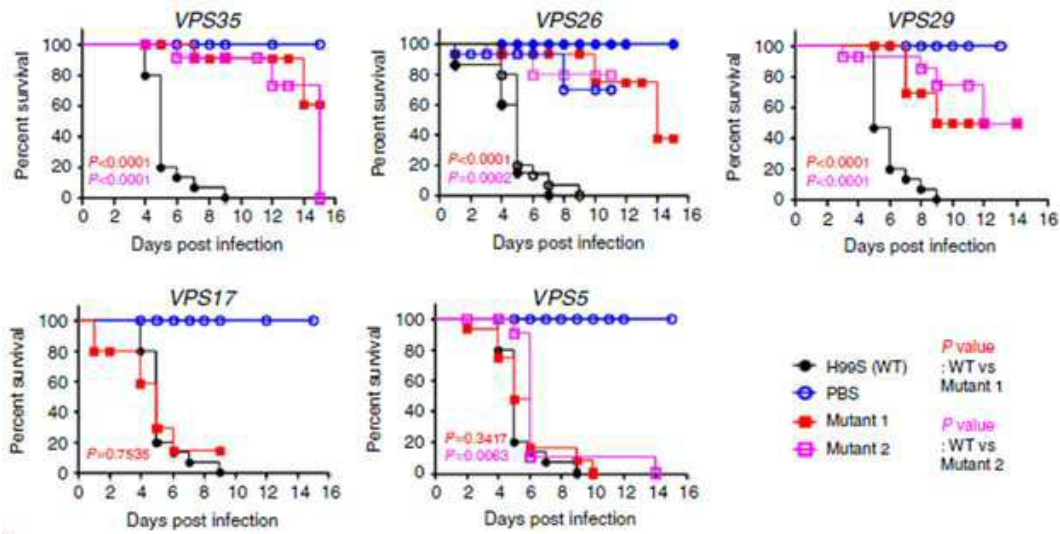 VPS35
VPS26
VPS29
Percent survival
100
80
60
40
20
0
P<0.0001
P<0.0001
0 2 4 6 8 10 12 14 16
Days post infection
Percent survival
100
80
60
40
20
0
P<0.0001
P=0.0002
0 2 4 6 8 10 12 14 16
Days post infection
Percent survival
100
80
60
40
20
0
P<0.0001
P<0.0001
0 2 4 6 8 10 12 14 16
Days post infection
VPS17
VPS5
Percent survival
100
80
60
40
20
0
P=0.7535
0 2 4 6 8 10 12 14 16
Days post infection
Percent survival
100
80
60
40
20
0
P=0.3417
P=0.0063
0 2 4 6 8 10 12 14 16
Days post infection
H99S (WT)
PBS
Mutant 1
Mutant 2
P value
: WT vs
Mutant 1
P value
: WT vs
Mutant 2